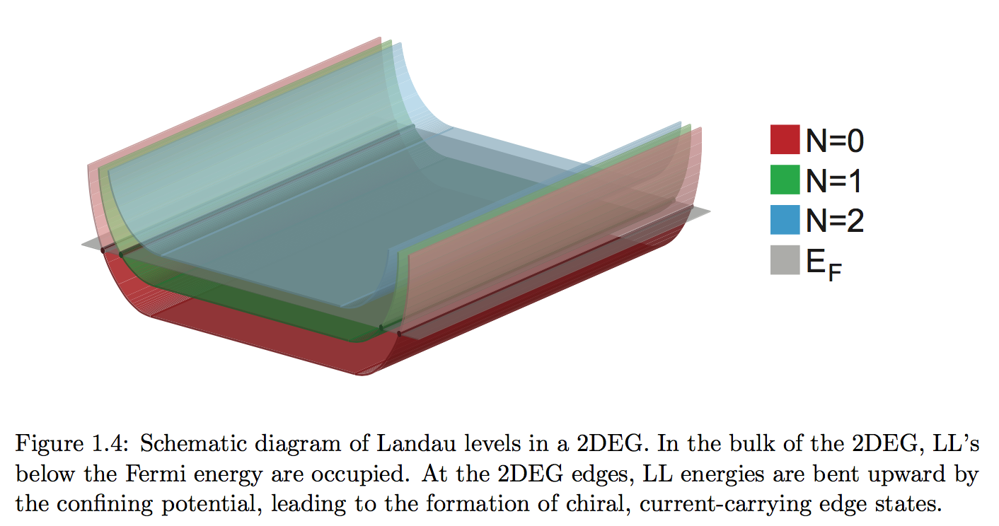 N=0
N=1
N=2
E_F
Figure 1.4: Schematic diagram of Landau levels in a 2DEG. In the bulk of the 2DEG, LL's
below the Fermi energy are occupied. At the 2DEG edges, LL energies are bent upward by
the confining potential, leading to the formation of chiral, current-carrying edge states.